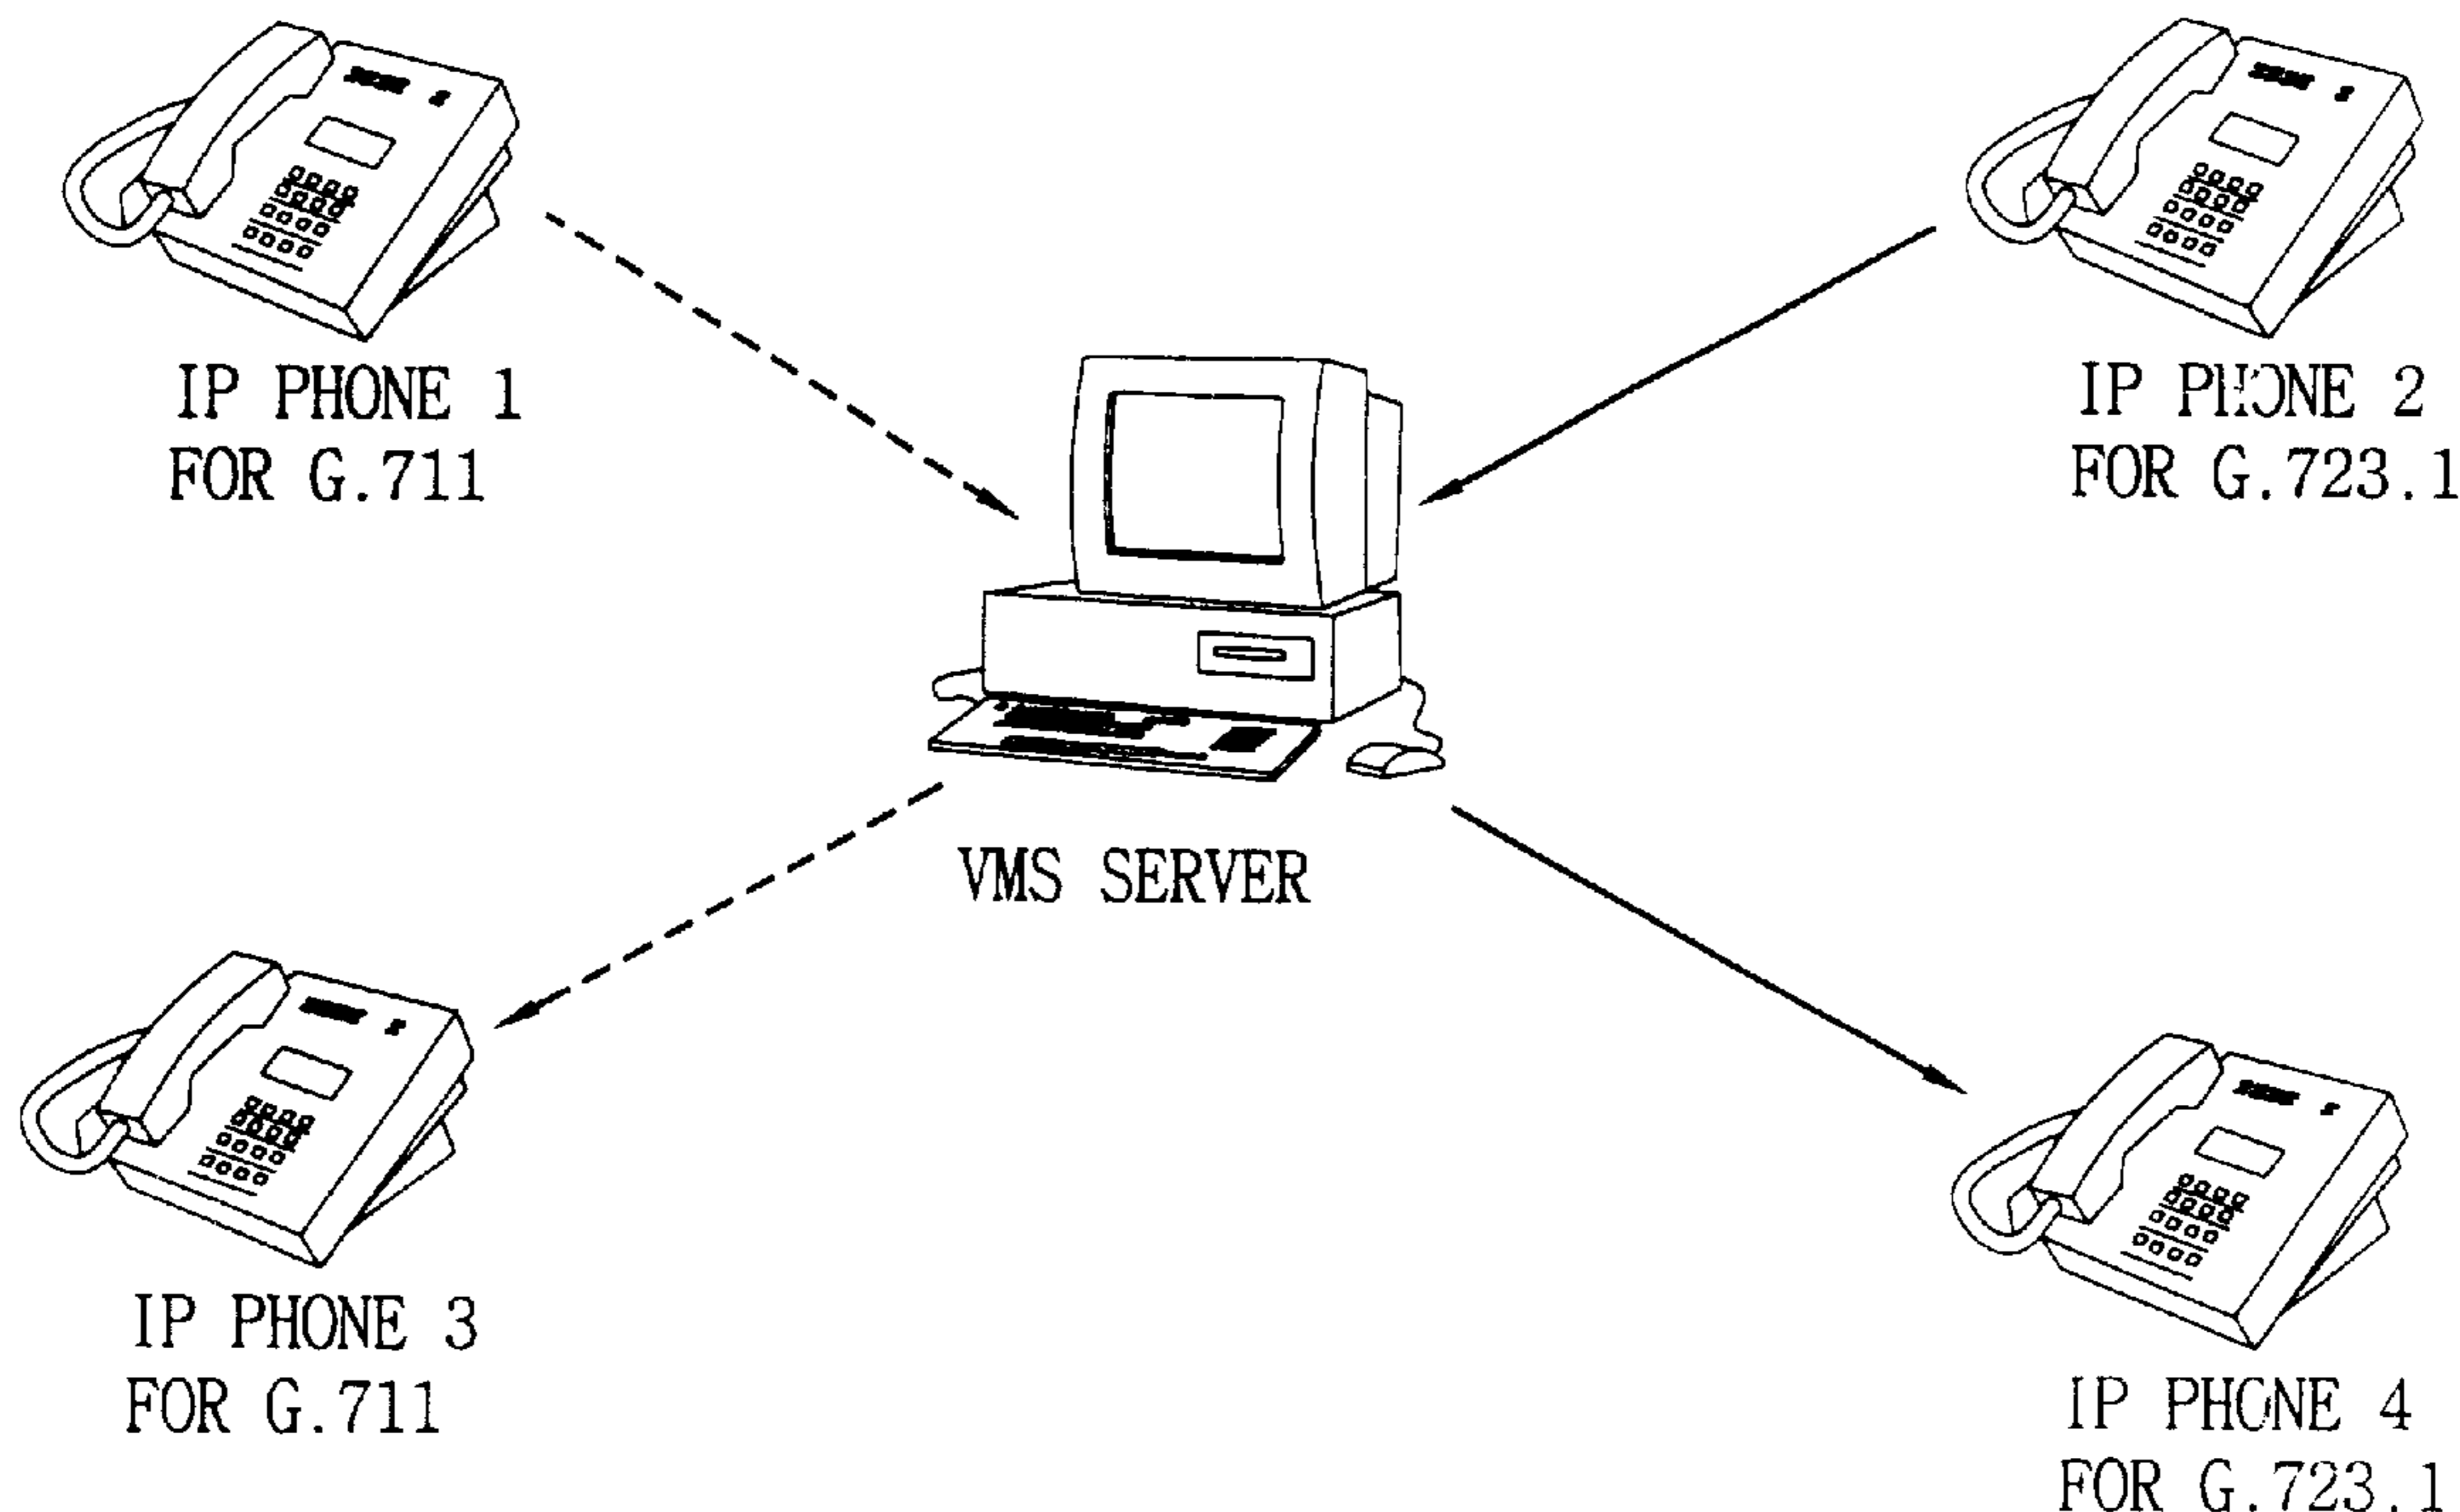 IP PHONE 1
FOR G.711
IP PHONE 2
FOR G.723.1
VMS SERVER
IP PHONE 3
FOR G.711
IP PHONE 4
FOR G.723.1